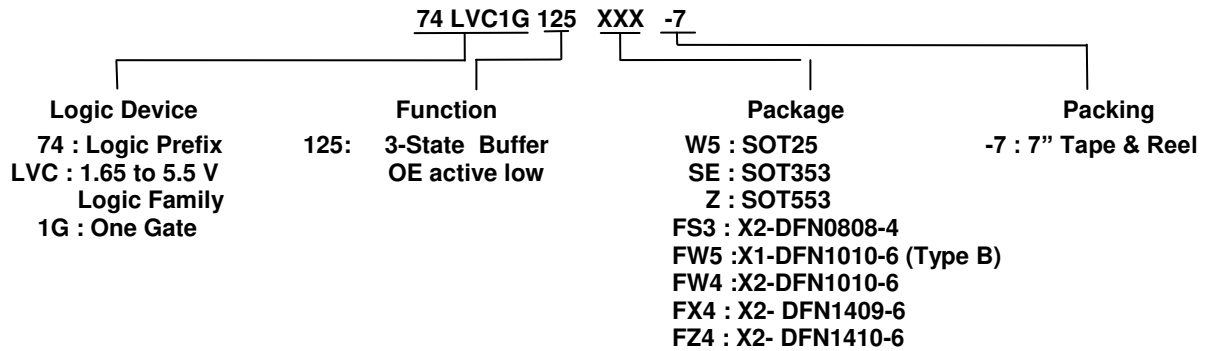 74 LVC1G 125 XXX -7
Logic Device
74 : Logic Prefix
LVC : 1.65 to 5.5 V
Logic Family
1G : One Gate
Function
125: 3-State Buffer
OE active low
Package
W5 : SOT25
SE : SOT353
Z : SOT553
FS3 : X2-DFN0808-4
FW5 :X1-DFN1010-6 (Type B)
FW4 : X2-DFN1010-6
FX4 : X2- DFN1409-6
FZ4 : X2- DFN1410-6
Packing
-7 : 7” Tape & Reel